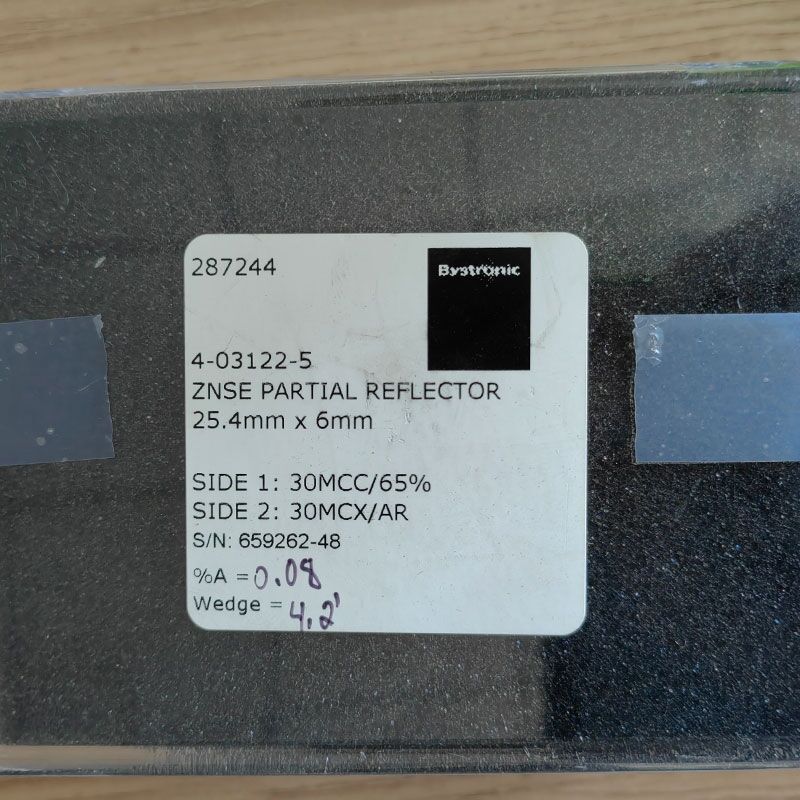 287244
Bystronic
4-03122-5
ZNSE PARTIAL REFLECTOR
25.4mm x 6mm
SIDE 1: 30MCC/65%
SIDE 2: 30MCX/AR
S/N: 659262-48
%A = 0.08
Wedge = 4.2'